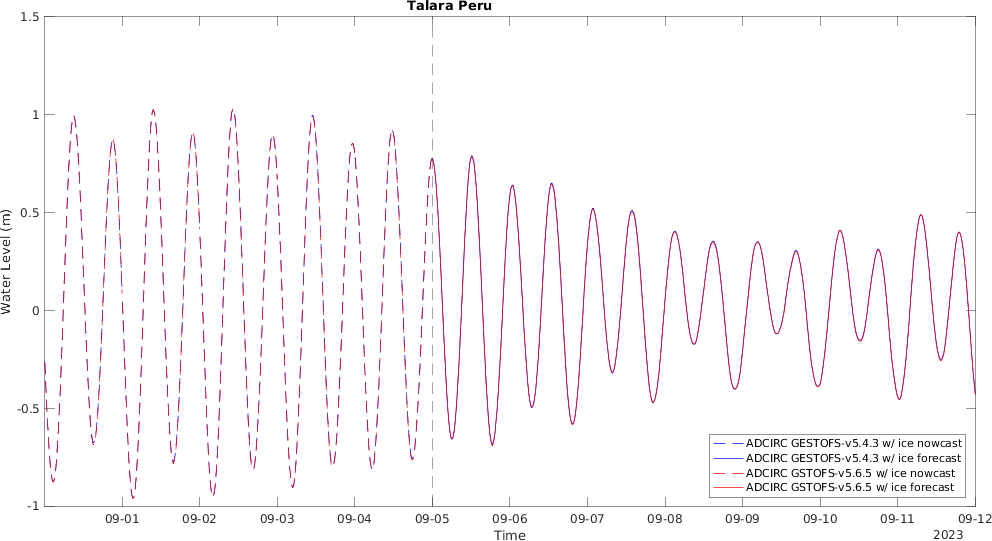 Talara Peru
1.5
1
0.5
0
-0.5
-1
Water Level (m)
09-01 09-02 09-03 09-04 09-05 09-06 09-07 09-08 09-09 09-10 09-11 09-12
Time
2023
ADCIRC GESTOFS-v5.4.3 w/ ice nowcast
ADCIRC GESTOFS-v5.4.3 w/ ice forecast
ADCIRC GSTOFS-v5.6.5 w/ ice nowcast
ADCIRC GSTOFS-v5.6.5 w/ ice forecast